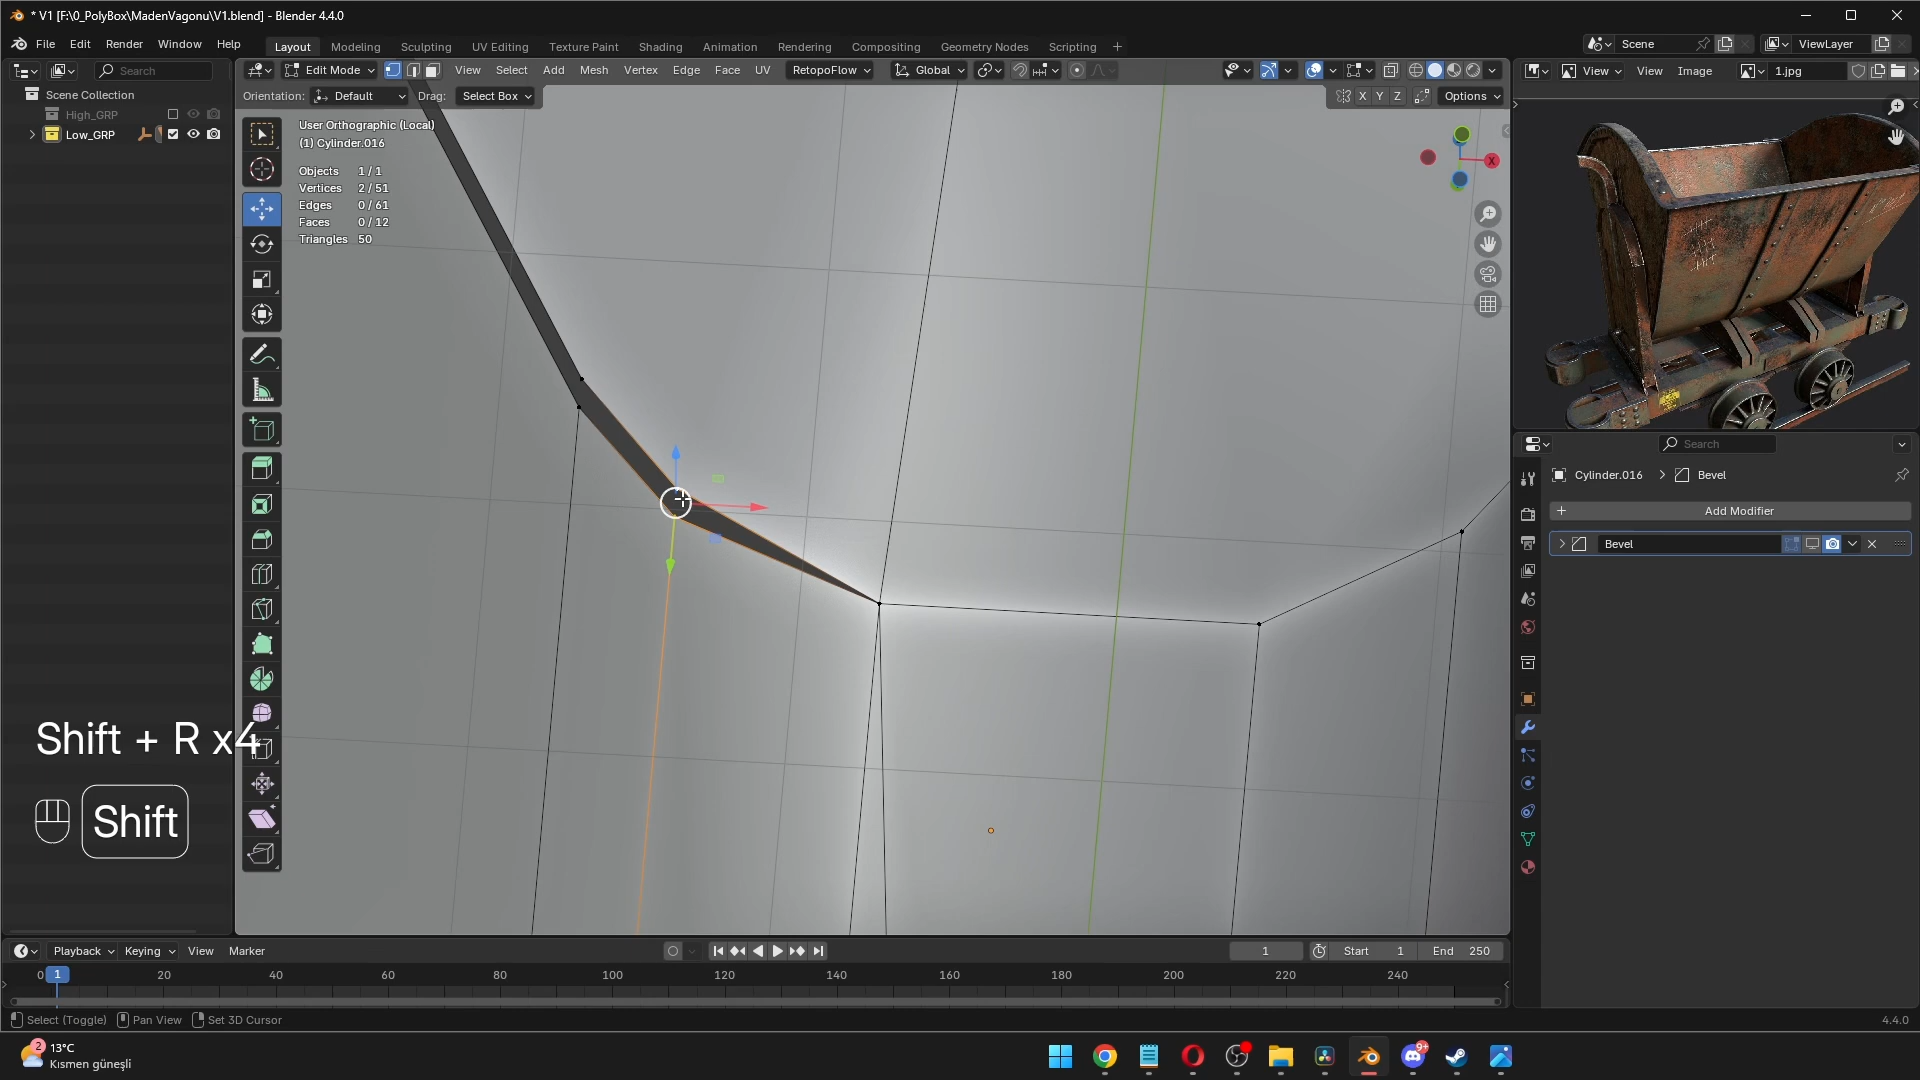 * V1 [F:\0_PolyBox\MadenVagonu\V1.blend] - Blender 4.4.0
File Edit Render Window Help
Layout Modeling Sculpting UV Editing Texture Paint Shading Animation Rendering Compositing Geometry Nodes Scripting +
Scene
ViewLayer
Search
Edit Mode View Select Add Mesh Vertex Edge Face UV RetopoFlow Global
View View Image 1.jpg
Scene Collection
High_GRP
Low_GRP
Orientation: Default Drag: Select Box
X Y Z Options
User Orthographic (Local)
(1) Cylinder.016
Objects 1 / 1
Vertices 2 / 51
Edges 0 / 61
Faces 0 / 12
Triangles 50
X
Search
Cylinder.016 > Bevel
+ Add Modifier
Bevel
Shift + R x4
Shift
Playback Keying View Marker
1 Start 1 End 250
0 1 20 40 60 80 100 120 140 160 180 200 220 240
Select (Toggle) Pan View Set 3D Cursor
4.4.0
2
13°C
Kısmen güneşli
9+